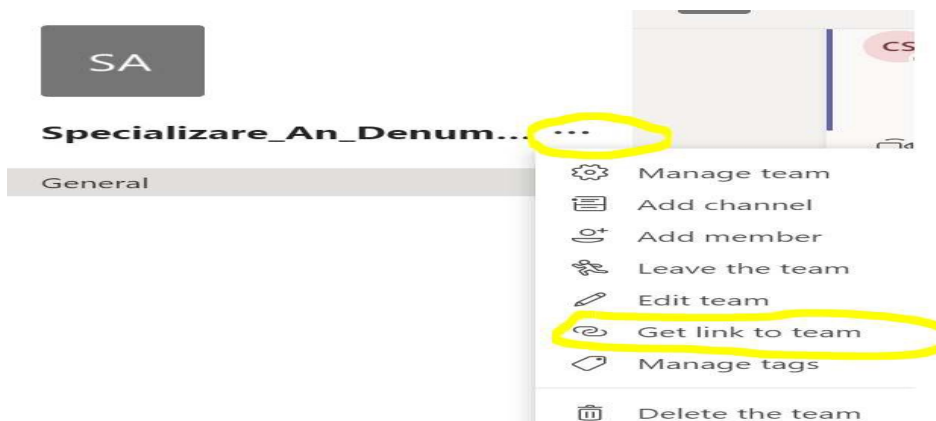 SA
CS
Specializare_An_Denum... ...
General
Manage team
Add channel
Add member
Leave the team
Edit team
Get link to team
Manage tags
Delete the team